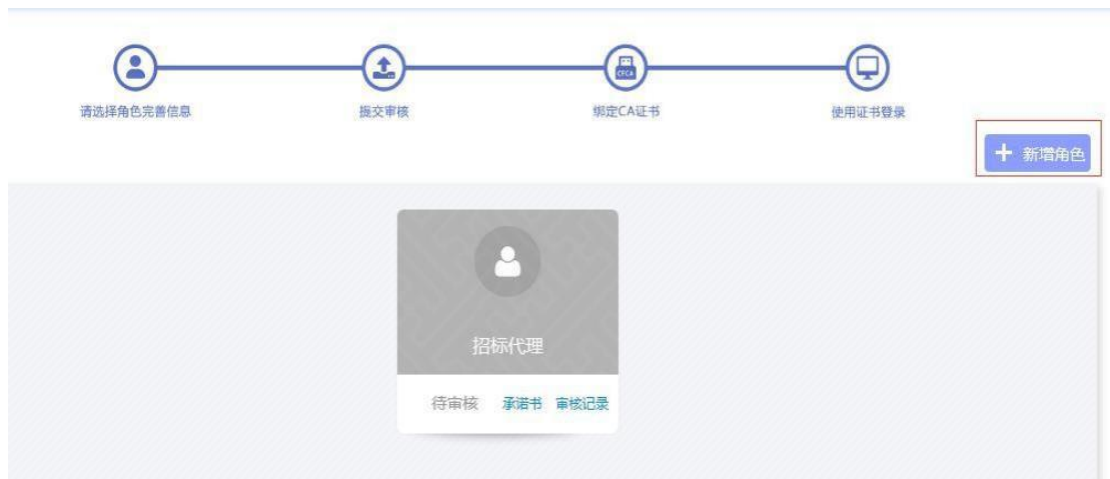 CFCA
请选择角色完善信息
提交审核
绑定CA证书
使用证书登录
新增角色
招标代理
待审核 承诺书 审核记录